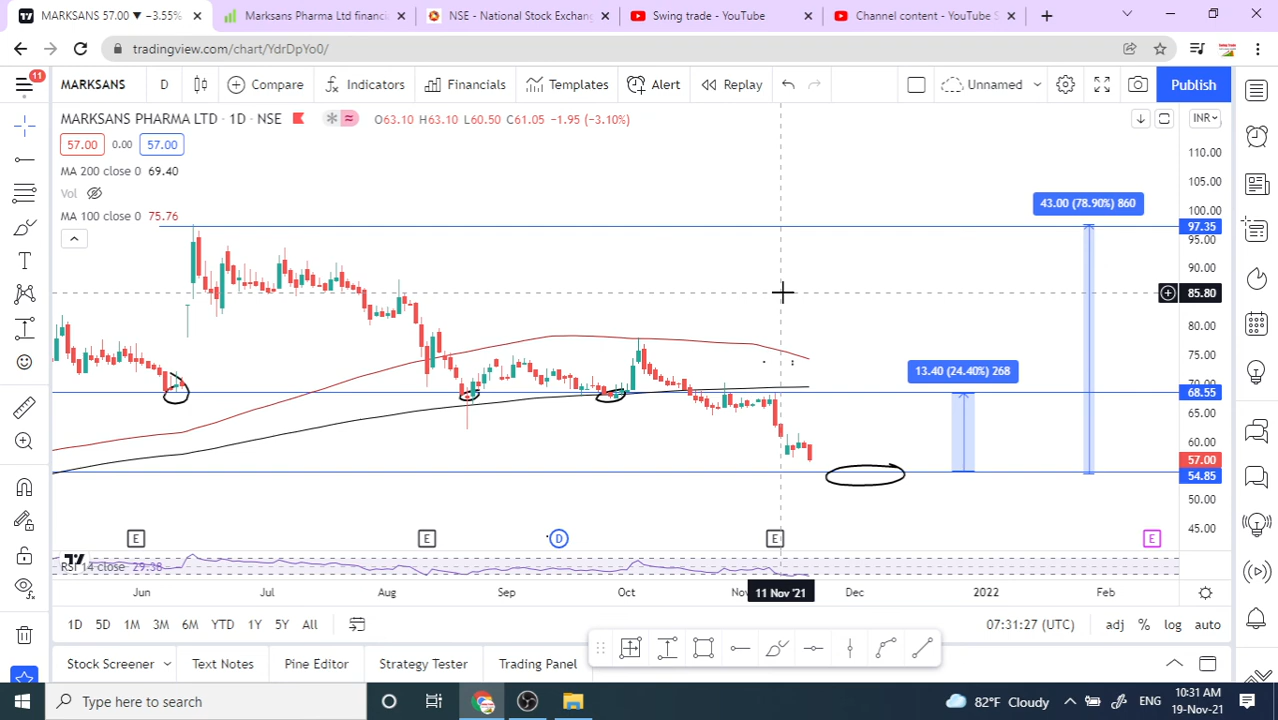 MARKSANS 57.00 ▼ −3.55%
Marksans Pharma Ltd financi
NSE - National Stock Exchan
Swing trade - YouTube
Channel content - YouTube S
tradingview.com/chart/YdrDpYo0/
11
MARKSANS
D
Compare
Indicators
Financials
Templates
Alert
Replay
Unnamed
Publish
MARKSANS PHARMA LTD · 1D · NSE
O63.10 H63.10 L60.50 C61.05 −1.95 (−3.10%)
INR
57.00 0.00 57.00
MA 200 close 0 69.40
Vol
MA 100 close 0 75.76
43.00 (78.90%) 860
13.40 (24.40%) 268
110.00
105.00
100.00
97.35
95.00
90.00
85.80
80.00
75.00
70.00
68.55
65.00
60.00
57.00
54.85
50.00
45.00
E
E
D
E
E
RSI 14 close 29.38
Jun
Jul
Aug
Sep
Oct
Nov
11 Nov '21
Dec
2022
Feb
1D 5D 1M 3M 6M YTD 1Y 5Y All
07:31:27 (UTC)
adj % log auto
Stock Screener
Text Notes
Pine Editor
Strategy Tester
Trading Panel
Type here to search
82°F Cloudy
ENG
10:31 AM
19-Nov-21